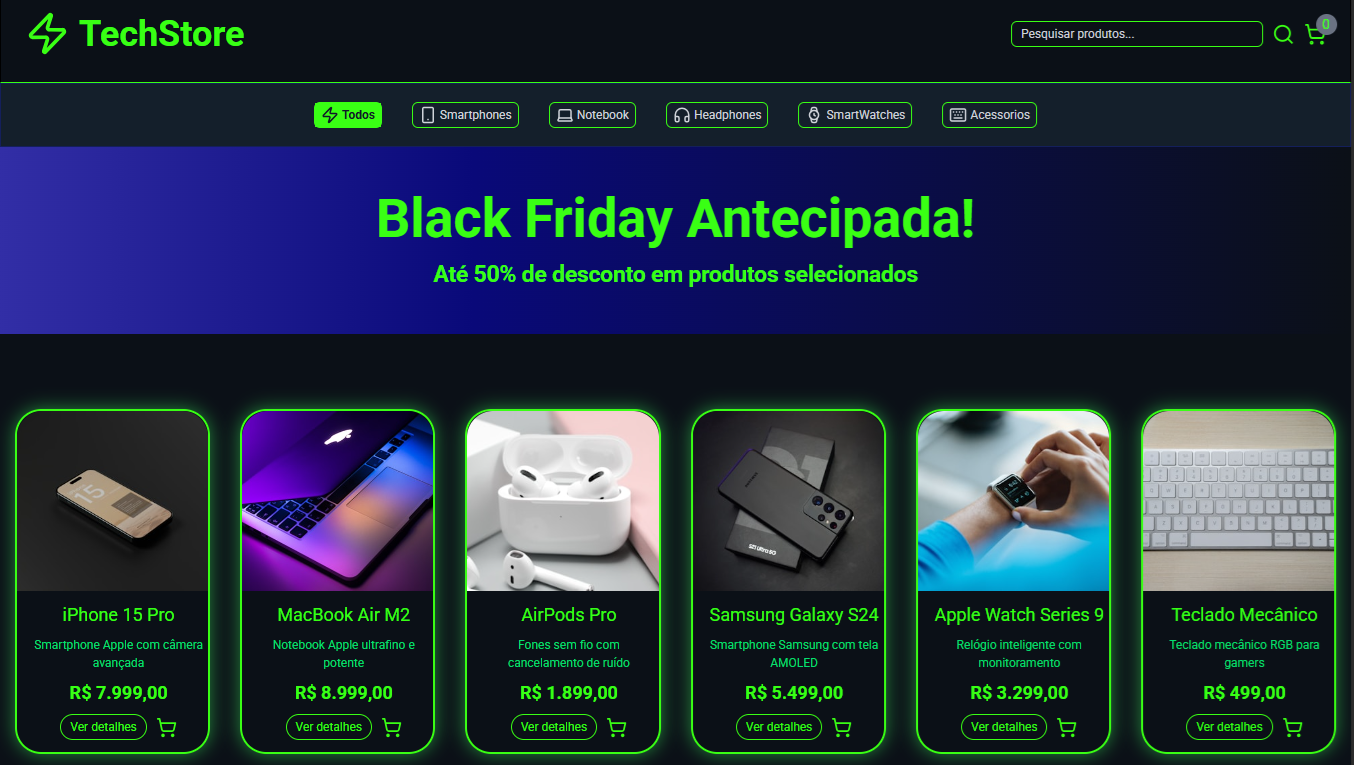 TechStore
Pesquisar produtos...
0
Todos
Smartphones
Notebook
Headphones
SmartWatches
Acessorios
Black Friday Antecipada!
Até 50% de desconto em produtos selecionados
15
iPhone 15 Pro
Smartphone Apple com câmera
avançada
R$ 7.999,00
Ver detalhes
MacBook Air M2
Notebook Apple ultrafino e
potente
R$ 8.999,00
Ver detalhes
AirPods Pro
Fones sem fio com
cancelamento de ruído
R$ 1.899,00
Ver detalhes
S21 Ultra 5G
Samsung Galaxy S24
Smartphone Samsung com tela
AMOLED
R$ 5.499,00
Ver detalhes
Apple Watch Series 9
Relógio inteligente com
monitoramento
R$ 3.299,00
Ver detalhes
Teclado Mecânico
Teclado mecânico RGB para
gamers
R$ 499,00
Ver detalhes